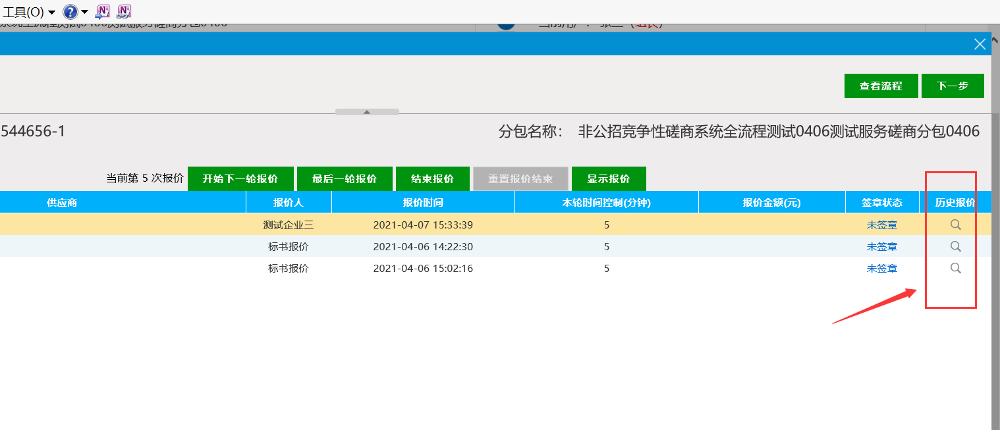 工具(O)
544656-1
分包名称： 非公招竞争性磋商系统全流程测试0406测试服务磋商分包0406
查看流程 下一步
当前第 5 次报价 开始下一轮报价 最后一轮报价 结束报价 重置报价结束 显示报价
供应商 报价人 报价时间 本轮时间控制(分钟) 报价金额(元) 签章状态 历史报价
测试企业三 2021-04-07 15:33:39 5 未签章
标书报价 2021-04-06 14:22:30 5 未签章
标书报价 2021-04-06 15:02:16 5 未签章